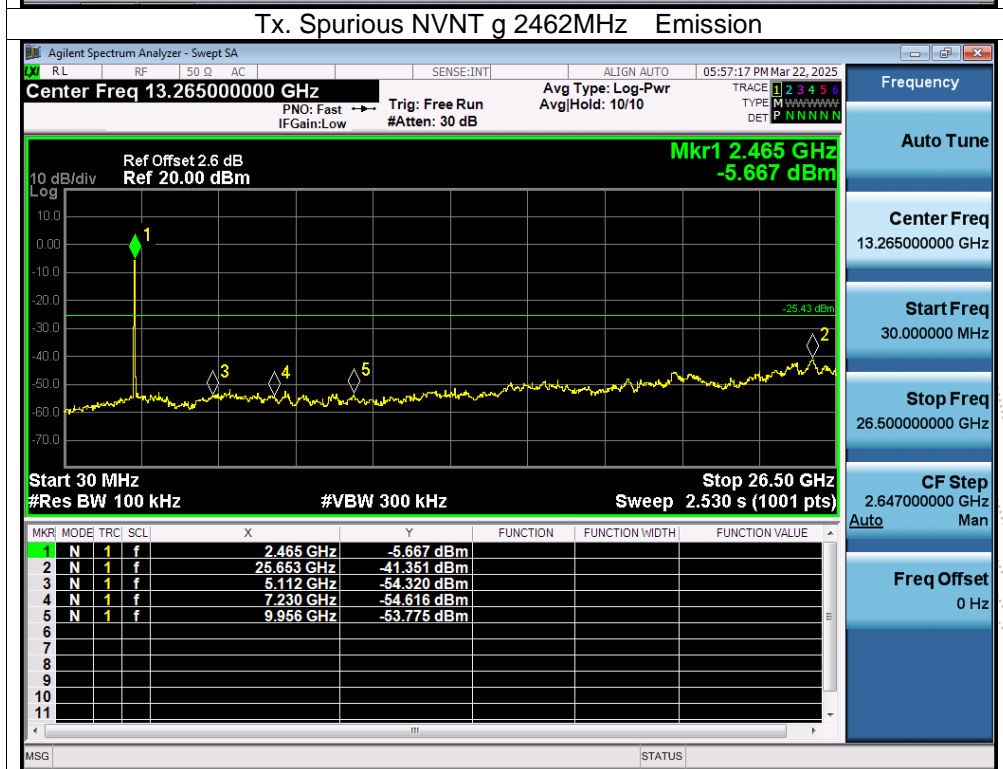 Tx. Spurious NVNT g 2462MHz Emission
Agilent Spectrum Analyzer - Swept SA
LXI RL RF 50 Ω AC SENSE:INT ALIGN AUTO 05:57:17 PM Mar 22, 2025
Center Freq 13.265000000 GHz
PNO: Fast
IFGain:Low
Trig: Free Run
#Atten: 30 dB
Avg Type: Log-Pwr
Avg|Hold: 10/10
TRACE 1 2 3 4 5 6
TYPE M W W W W W
DET P N N N N N
Frequency
Auto Tune
Center Freq
13.265000000 GHz
Start Freq
30.000000 MHz
Stop Freq
26.500000000 GHz
CF Step
2.647000000 GHz
Auto Man
Freq Offset
0 Hz
Mkr1 2.465 GHz
-5.667 dBm
Ref Offset 2.6 dB
10 dB/div Ref 20.00 dBm
Log
10.0
0.00
-10.0
-20.0
-30.0
-40.0
-50.0
-60.0
-70.0
1
-25.43 dBm
2
3
4
5
Start 30 MHz Stop 26.50 GHz
#Res BW 100 kHz #VBW 300 kHz Sweep 2.530 s (1001 pts)
MKR MODE TRC SCL X Y FUNCTION FUNCTION WIDTH FUNCTION VALUE
1 N 1 f 2.465 GHz -5.667 dBm
2 N 1 f 25.653 GHz -41.351 dBm
3 N 1 f 5.112 GHz -54.320 dBm
4 N 1 f 7.230 GHz -54.616 dBm
5 N 1 f 9.956 GHz -53.775 dBm
6
7
8
9
10
11
MSG STATUS